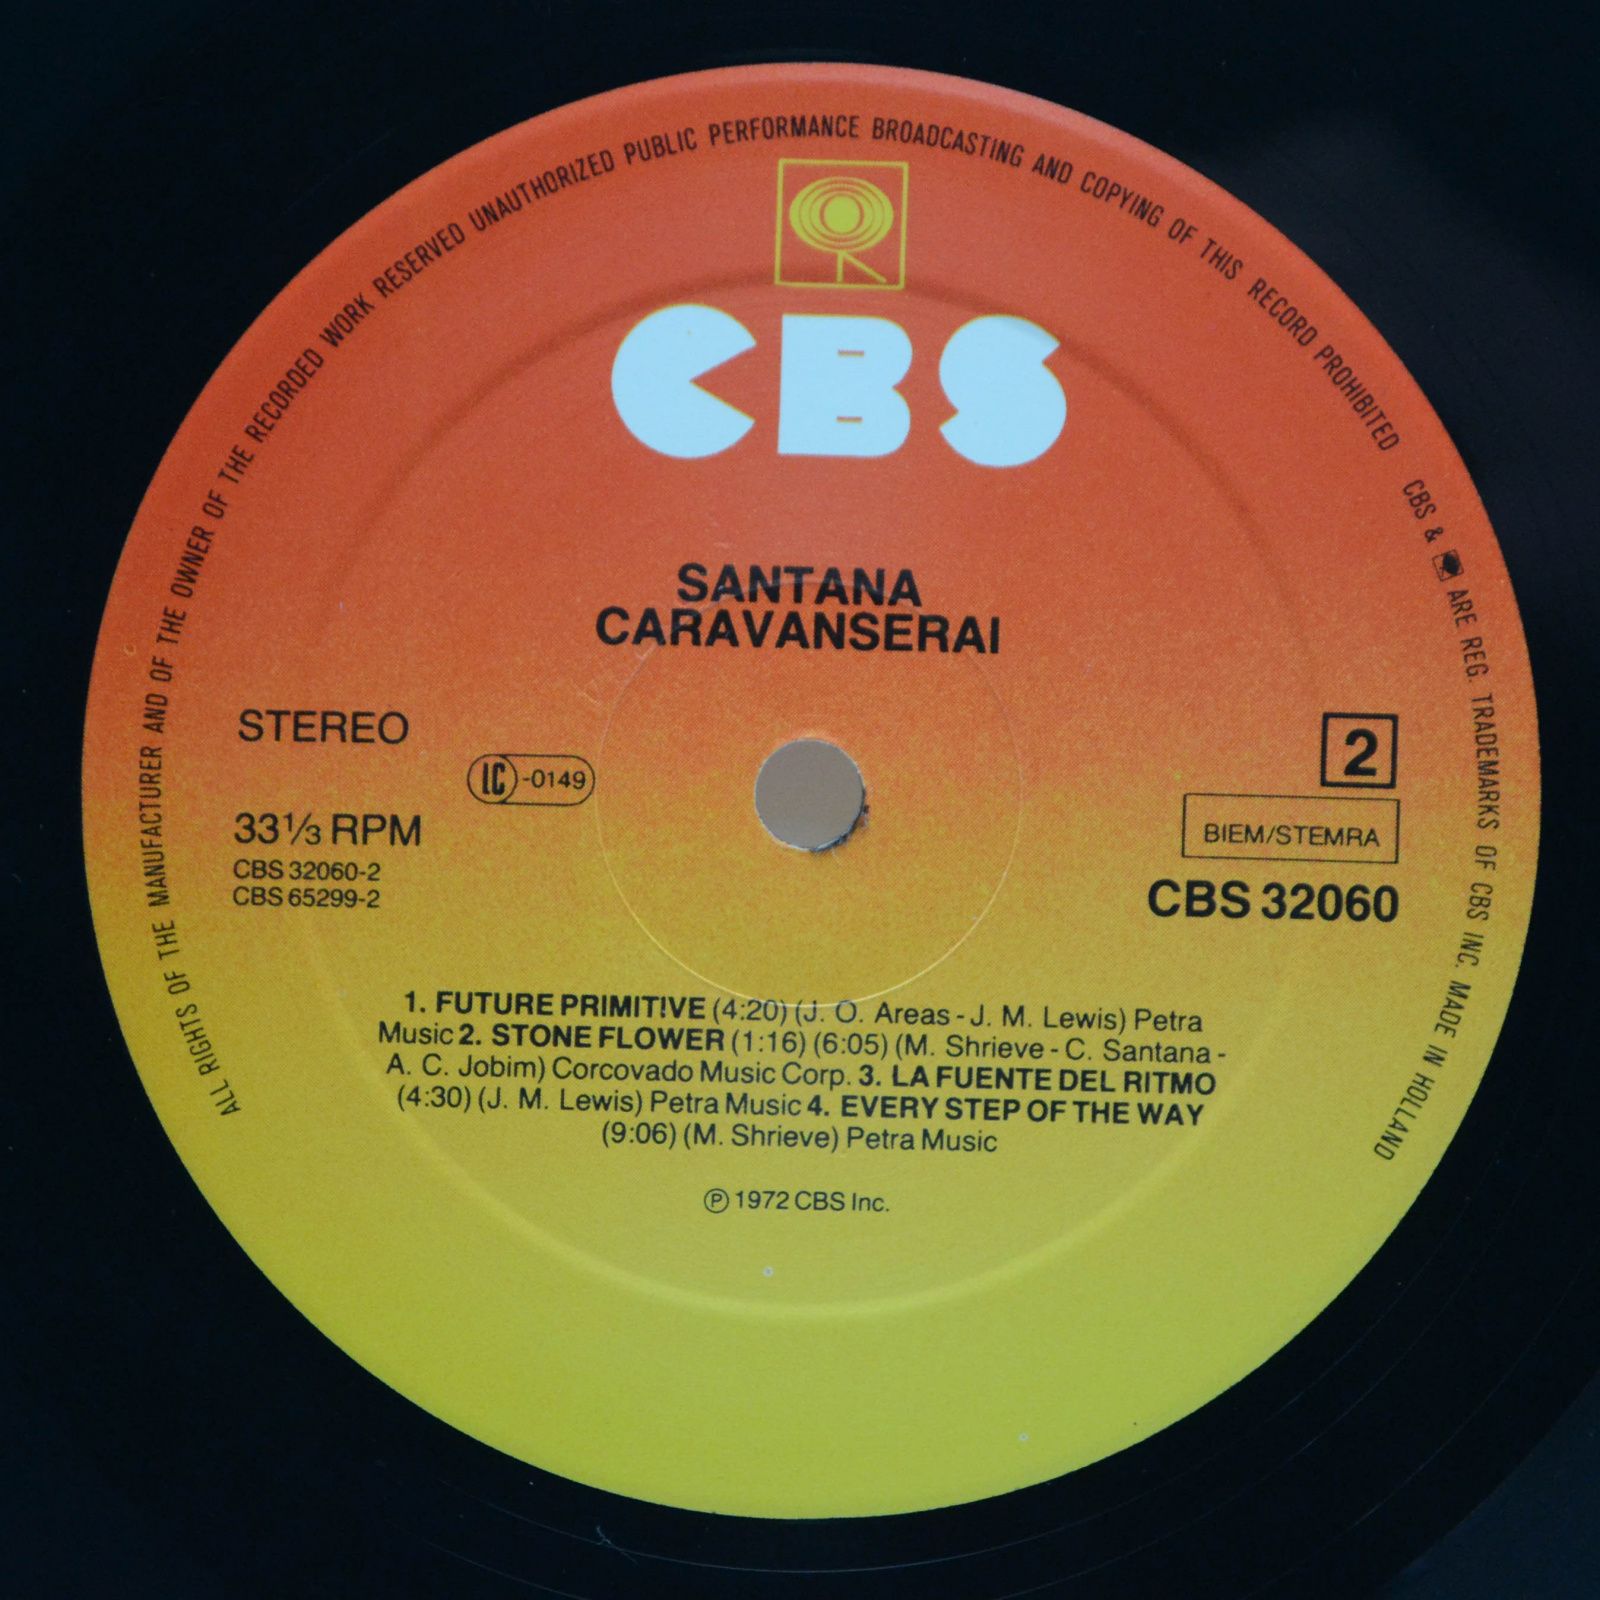 ALL RIGHTS OF THE MANUFACTURER AND OF THE OWNER OF THE RECORDED WORK RESERVED UNAUTHORIZED PUBLIC PERFORMANCE BROADCASTING AND COPYING OF THIS RECORD PROHIBITED CBS & ARE REG. TRADEMARKS OF CBS INC. MADE IN HOLLAND
CBS
SANTANA
CARAVANSERAI
STEREO
LC-0149
33⅓ RPM
CBS 32060-2
CBS 65299-2
2
BIEM/STEMRA
CBS 32060
1. FUTURE PRIMITIVE (4:20) (J. O. Areas - J. M. Lewis) Petra
Music 2. STONE FLOWER (1:16) (6:05) (M. Shrieve - C. Santana -
A. C. Jobim) Corcovado Music Corp. 3. LA FUENTE DEL RITMO
(4:30) (J. M. Lewis) Petra Music 4. EVERY STEP OF THE WAY
(9:06) (M. Shrieve) Petra Music
℗ 1972 CBS Inc.